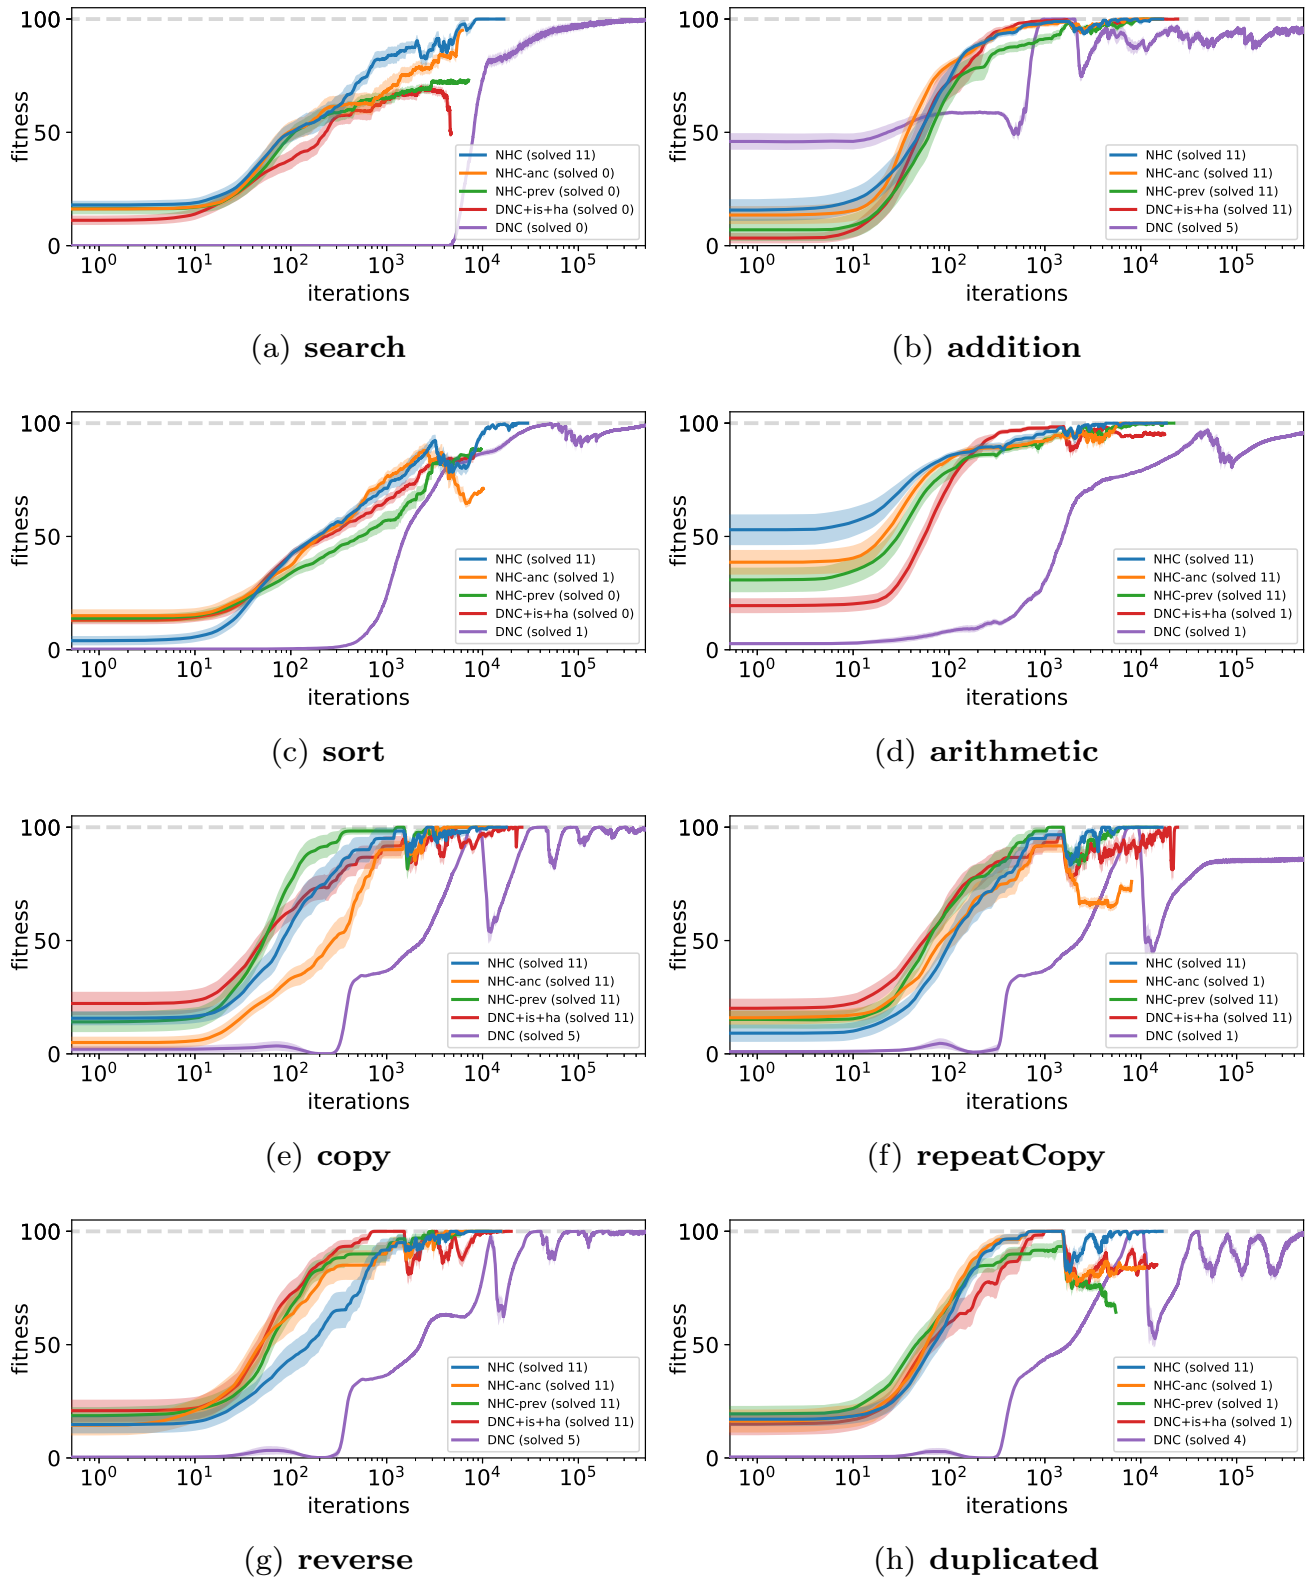 100
50
0
fitness
NHC (solved 11)
NHC-anc (solved 0)
NHC-prev (solved 0)
DNC+is+ha (solved 0)
DNC (solved 0)
10^0 10^1 10^2 10^3 10^4 10^5
iterations
(a) search
100
50
0
fitness
NHC (solved 11)
NHC-anc (solved 11)
NHC-prev (solved 11)
DNC+is+ha (solved 11)
DNC (solved 5)
10^0 10^1 10^2 10^3 10^4 10^5
iterations
(b) addition
100
50
0
fitness
NHC (solved 11)
NHC-anc (solved 1)
NHC-prev (solved 0)
DNC+is+ha (solved 0)
DNC (solved 1)
10^0 10^1 10^2 10^3 10^4 10^5
iterations
(c) sort
100
50
0
fitness
NHC (solved 11)
NHC-anc (solved 11)
NHC-prev (solved 11)
DNC+is+ha (solved 1)
DNC (solved 1)
10^0 10^1 10^2 10^3 10^4 10^5
iterations
(d) arithmetic
100
50
0
fitness
NHC (solved 11)
NHC-anc (solved 11)
NHC-prev (solved 11)
DNC+is+ha (solved 11)
DNC (solved 5)
10^0 10^1 10^2 10^3 10^4 10^5
iterations
(e) copy
100
50
0
fitness
NHC (solved 11)
NHC-anc (solved 1)
NHC-prev (solved 11)
DNC+is+ha (solved 11)
DNC (solved 1)
10^0 10^1 10^2 10^3 10^4 10^5
iterations
(f) repeatCopy
100
50
0
fitness
NHC (solved 11)
NHC-anc (solved 11)
NHC-prev (solved 11)
DNC+is+ha (solved 11)
DNC (solved 5)
10^0 10^1 10^2 10^3 10^4 10^5
iterations
(g) reverse
100
50
0
fitness
NHC (solved 11)
NHC-anc (solved 1)
NHC-prev (solved 1)
DNC+is+ha (solved 1)
DNC (solved 4)
10^0 10^1 10^2 10^3 10^4 10^5
iterations
(h) duplicated